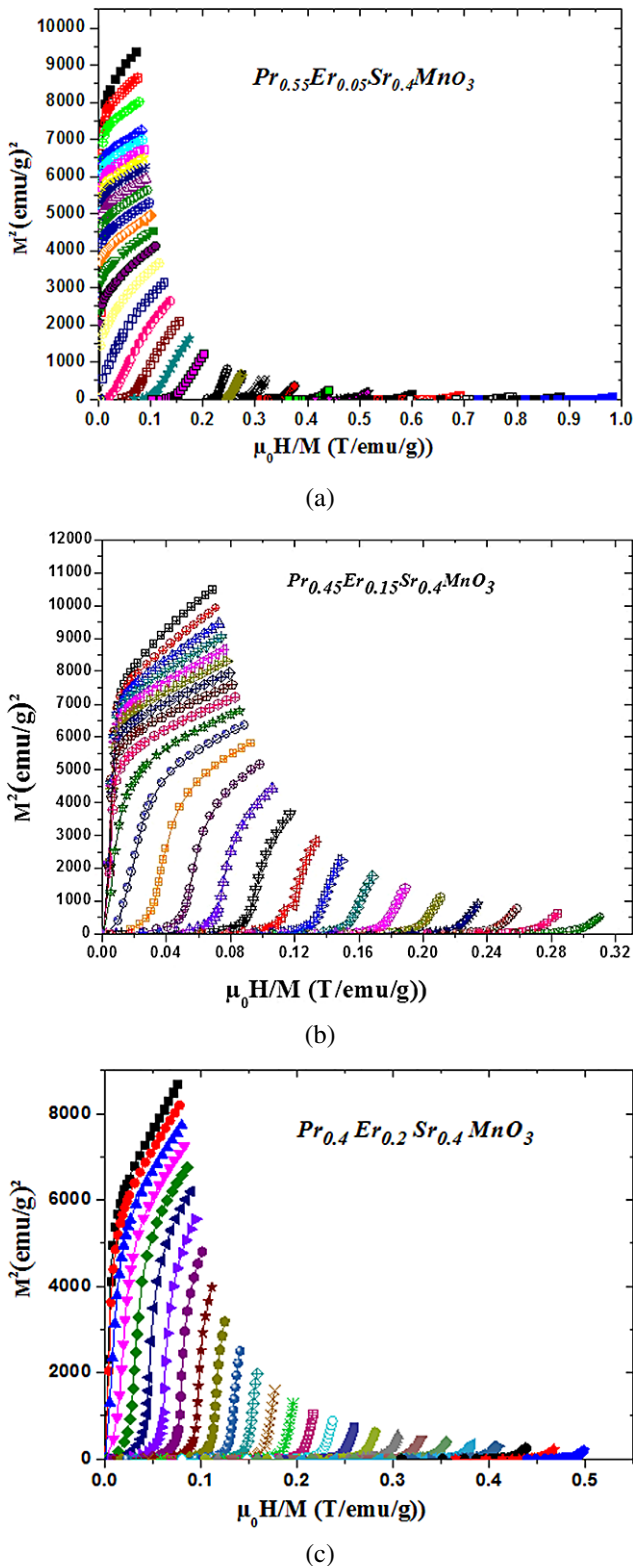 10000
9000
8000
7000
6000
5000
4000
3000
2000
1000
0
M²(emu/g)²
Pr0.55Er0.05Sr0.4MnO3
0.0 0.1 0.2 0.3 0.4 0.5 0.6 0.7 0.8 0.9 1.0
μ0H/M (T/emu/g))
(a)
12000
11000
10000
9000
8000
7000
6000
5000
4000
3000
2000
1000
0
M²(emu/g)²
Pr0.45Er0.15Sr0.4MnO3
0.00 0.04 0.08 0.12 0.16 0.20 0.24 0.28 0.32
μ0H/M (T/emu/g))
(b)
8000
6000
4000
2000
0
M²(emu/g)²
Pr0.4 Er0.2 Sr0.4 MnO3
0.0 0.1 0.2 0.3 0.4 0.5
μ0H/M (T/emu/g))
(c)